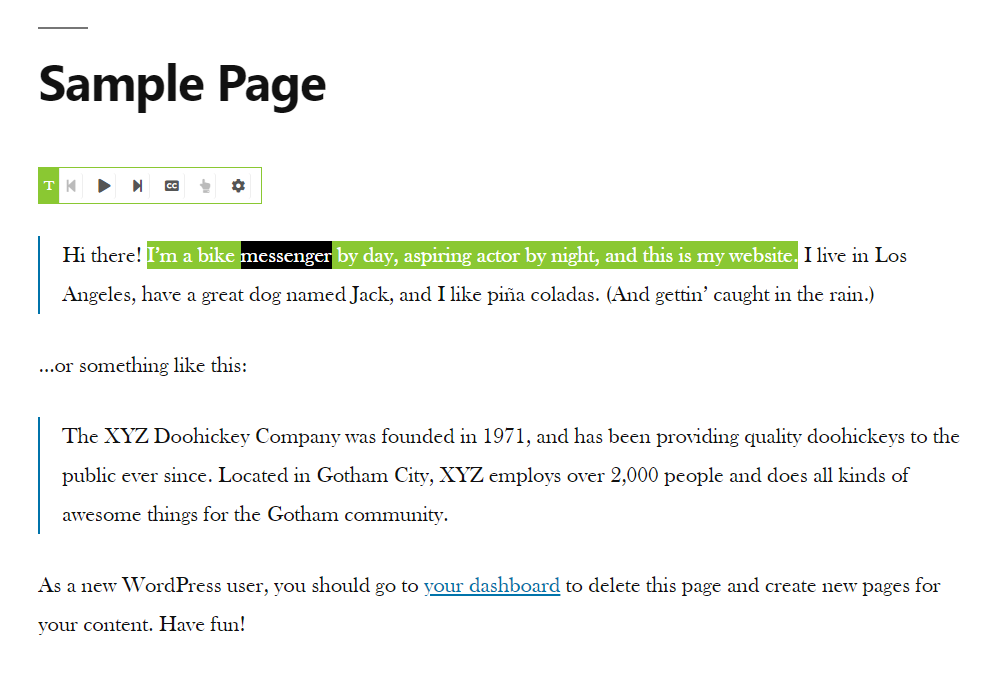 Sample Page
T CC
Hi there! I’m a bike messenger by day, aspiring actor by night, and this is my website. I live in Los
Angeles, have a great dog named Jack, and I like piña coladas. (And gettin’ caught in the rain.)
…or something like this:
The XYZ Doohickey Company was founded in 1971, and has been providing quality doohickeys to the
public ever since. Located in Gotham City, XYZ employs over 2,000 people and does all kinds of
awesome things for the Gotham community.
As a new WordPress user, you should go to your dashboard to delete this page and create new pages for
your content. Have fun!